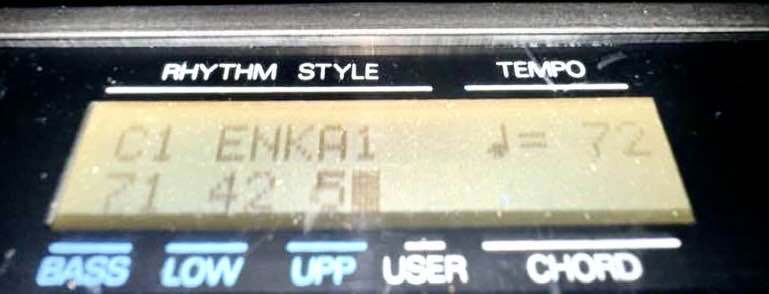 RHYTHM STYLE TEMPO
C1 ENKA1 ♩= 72
71 42 5
BASS LOW UPP USER CHORD